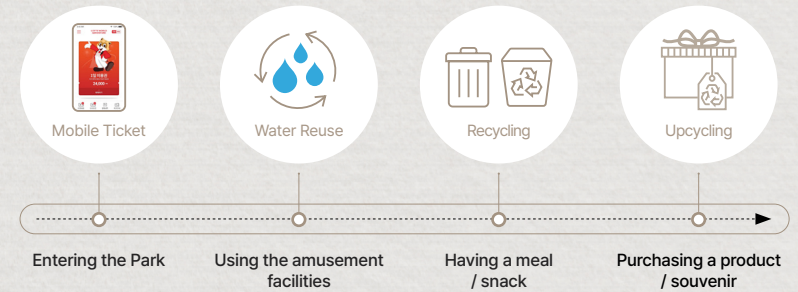 Mobile Ticket
Water Reuse
Recycling
Upcycling
Entering the Park
Using the amusement
facilities
Having a meal
/ snack
Purchasing a product
/ souvenir